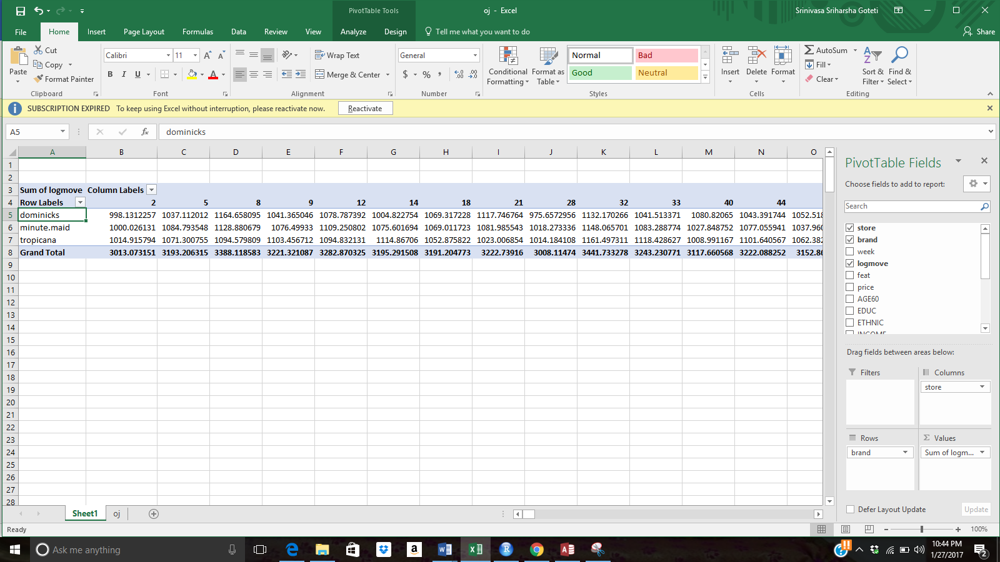 PivotTable Tools
oj - Excel
Srinivasa Sriharsha Goteti
File Home Insert Page Layout Formulas Data Review View Analyze Design Tell me what you want to do Share
Paste
Cut
Copy
Format Painter
Clipboard
Calibri 11
B I U
Font
Wrap Text
Merge & Center
Alignment
General
$ % ,
Number
Conditional Formatting
Format as Table
Normal Bad
Good Neutral
Styles
Insert Delete Format
Cells
AutoSum
Fill
Clear
Sort & Filter
Find & Select
Editing
SUBSCRIPTION EXPIRED To keep using Excel without interruption, please reactivate now. Reactivate
A5 fx dominicks
A B C D E F G H I J K L M N O
1
2
3 Sum of logmove Column Labels
4 Row Labels 2 5 8 9 12 14 18 21 28 32 33 40 44
5 dominicks 998.1312257 1037.112012 1164.658095 1041.365046 1078.787392 1004.822754 1069.317228 1117.746764 975.6572956 1132.170266 1041.513371 1080.82065 1043.391744 1052.518
6 minute.maid 1000.026131 1084.793548 1128.880679 1076.49933 1109.250802 1075.601694 1069.011723 1081.985543 1018.273336 1148.065701 1083.288774 1027.848752 1077.055941 1037.960
7 tropicana 1014.915794 1071.300755 1094.579809 1103.456712 1094.832131 1114.86706 1052.875822 1023.006854 1014.184108 1161.497311 1118.428627 1008.991167 1101.640567 1062.382
8 Grand Total 3013.073151 3193.206315 3388.118583 3221.321087 3282.870325 3195.291508 3191.204773 3222.73916 3008.11474 3441.733278 3243.230771 3117.660568 3222.088252 3152.86
9
10
11
12
13
14
15
16
17
18
19
20
21
22
23
24
25
26
27
28
PivotTable Fields
Choose fields to add to report:
Search
store
brand
week
logmove
feat
price
AGE60
EDUC
ETHNIC
INCOME
Drag fields between areas below:
Filters Columns
store
Rows Values
brand Sum of logm...
Defer Layout Update Update
Sheet1 oj
Ready 100%
Ask me anything
10:44 PM
1/27/2017
2